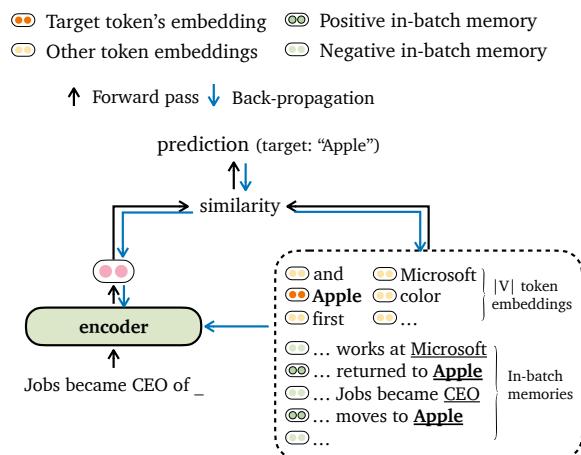 Target token's embedding
Positive in-batch memory
Other token embeddings
Negative in-batch memory
Forward pass
Back-propagation
prediction (target: “Apple”)
similarity
encoder
Jobs became CEO of _
and
Microsoft
Apple
color
first
...
|V| token
embeddings
... works at Microsoft
... returned to Apple
... Jobs became CEO
... moves to Apple
...
In-batch
memories